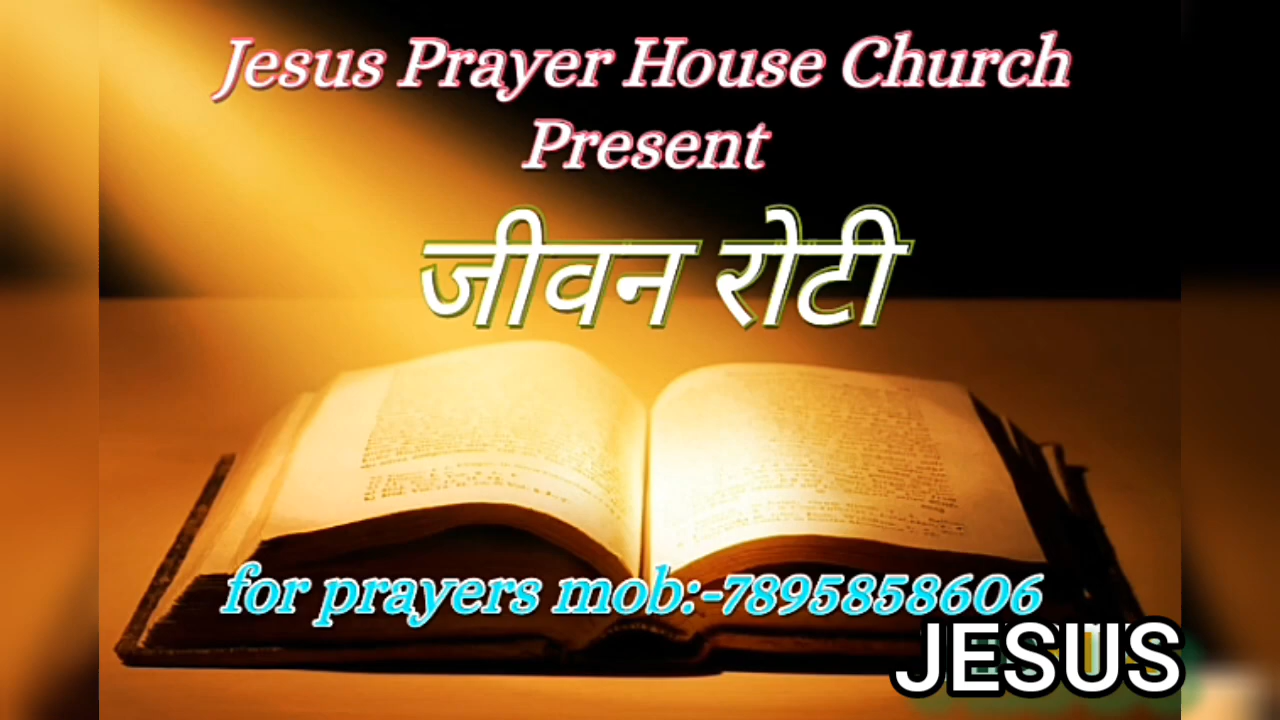 Jesus Prayer House Church
Present
जीवन रोटी
for prayers mob:-7895858606
JESUS